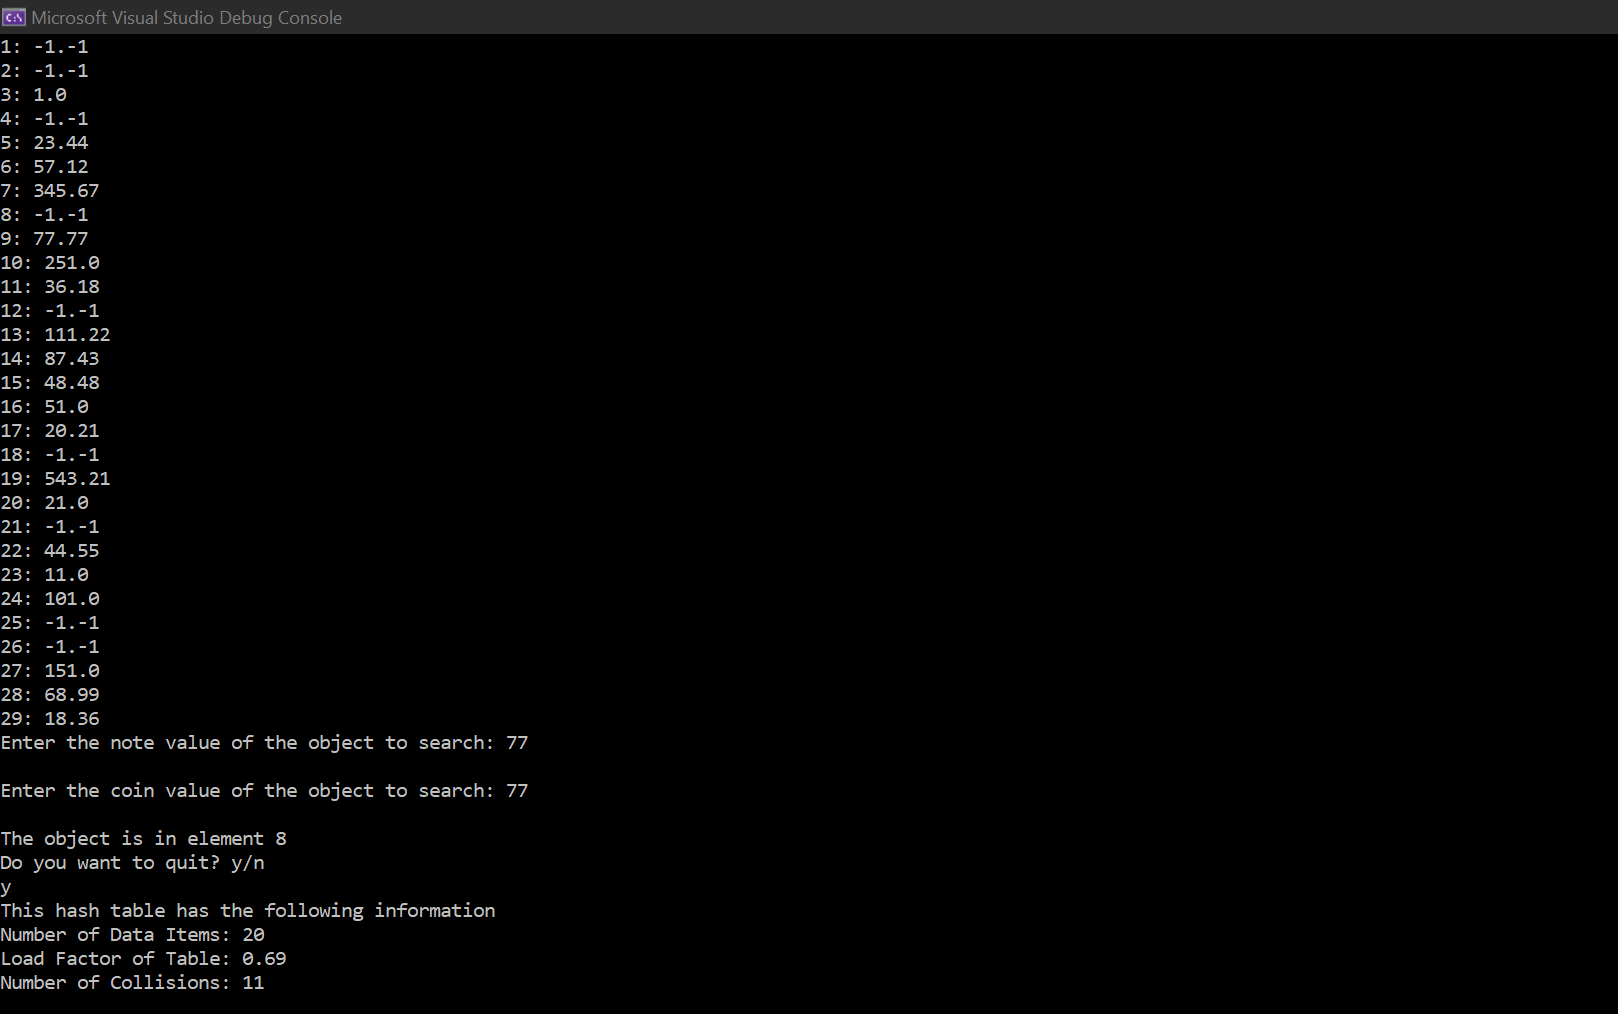 Microsoft Visual Studio Debug Console
1: -1.-1
2: -1.-1
3: 1.0
4: -1.-1
5: 23.44
6: 57.12
7: 345.67
8: -1.-1
9: 77.77
10: 251.0
11: 36.18
12: -1.-1
13: 111.22
14: 87.43
15: 48.48
16: 51.0
17: 20.21
18: -1.-1
19: 543.21
20: 21.0
21: -1.-1
22: 44.55
23: 11.0
24: 101.0
25: -1.-1
26: -1.-1
27: 151.0
28: 68.99
29: 18.36
Enter the note value of the object to search: 77
Enter the coin value of the object to search: 77
The object is in element 8
Do you want to quit? y/n
y
This hash table has the following information
Number of Data Items: 20
Load Factor of Table: 0.69
Number of Collisions: 11